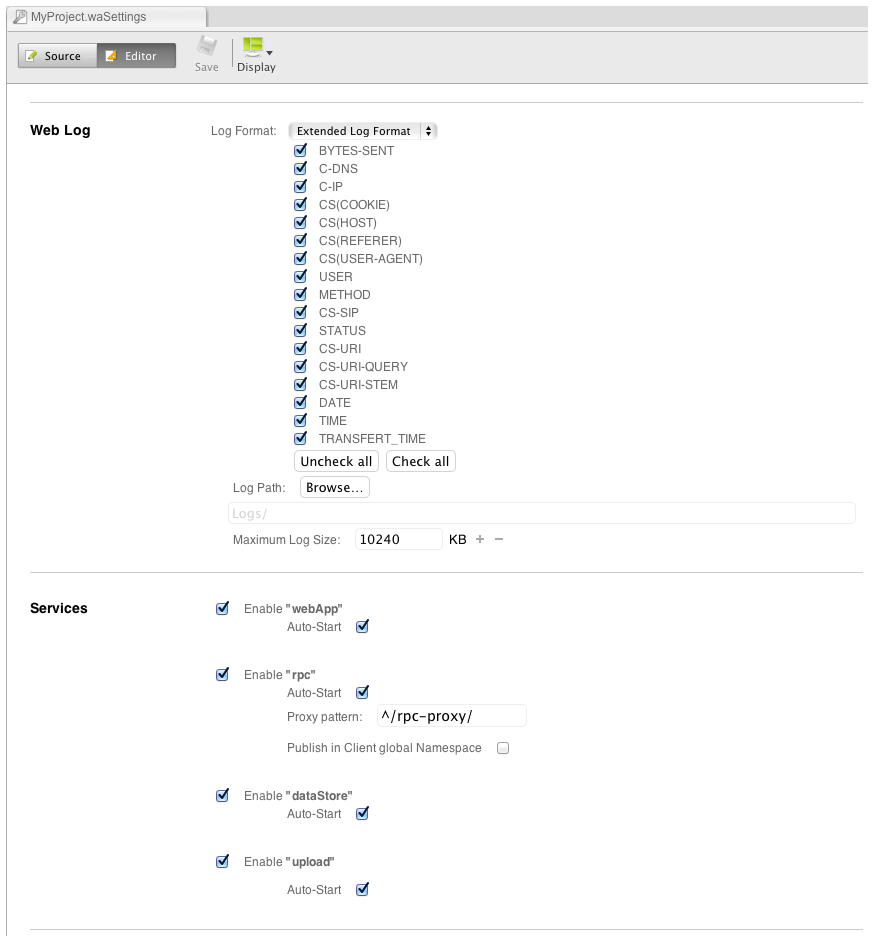 MyProject.waSettings
Source Editor Save Display
Web Log Log Format: Extended Log Format
BYTES-SENT
C-DNS
C-IP
CS(COOKIE)
CS(HOST)
CS(REFERER)
CS(USER-AGENT)
USER
METHOD
CS-SIP
STATUS
CS-URI
CS-URI-QUERY
CS-URI-STEM
DATE
TIME
TRANSFERT_TIME
Uncheck all Check all
Log Path: Browse...
Logs/
Maximum Log Size: 10240 KB + −
Services Enable "webApp"
Auto-Start
Enable "rpc"
Auto-Start
Proxy pattern: ^/rpc-proxy/
Publish in Client global Namespace
Enable "dataStore"
Auto-Start
Enable "upload"
Auto-Start